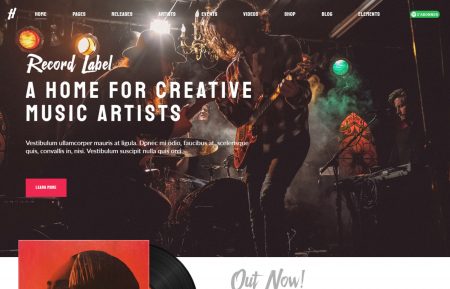 H
HOME PAGES RELEASES ARTISTS EVENTS VIDEOS SHOP BLOG ELEMENTS S'ABONNER
Record Label
A HOME FOR CREATIVE
MUSIC ARTISTS
Vestibulum ullamcorper mauris at ligula. Donec mi odio, faucibus at, scelerisque
quis, convallis in, nisi. Vestibulum suscipit nulla quis orci
LEARN MORE
Out Now!